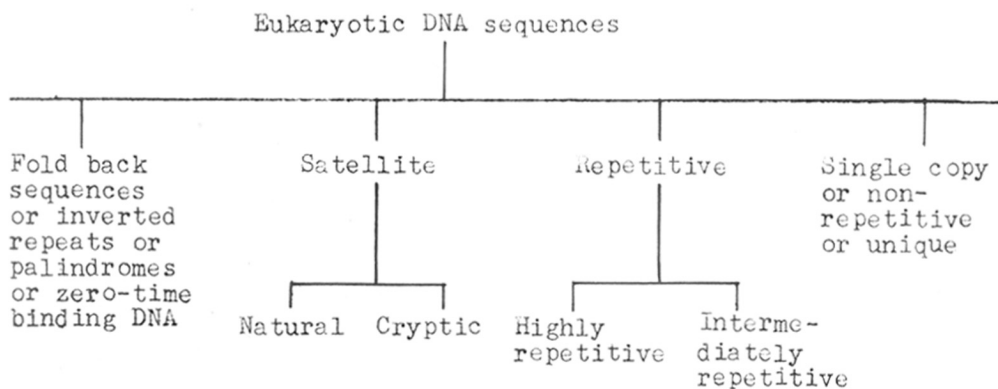 Eukaryotic DNA sequences
Fold back
sequences
or inverted
repeats or
palindromes
or zero-time
binding DNA
Satellite
Natural
Cryptic
Repetitive
Highly
repetitive
Interme-
diately
repetitive
Single copy
or non-
repetitive
or unique